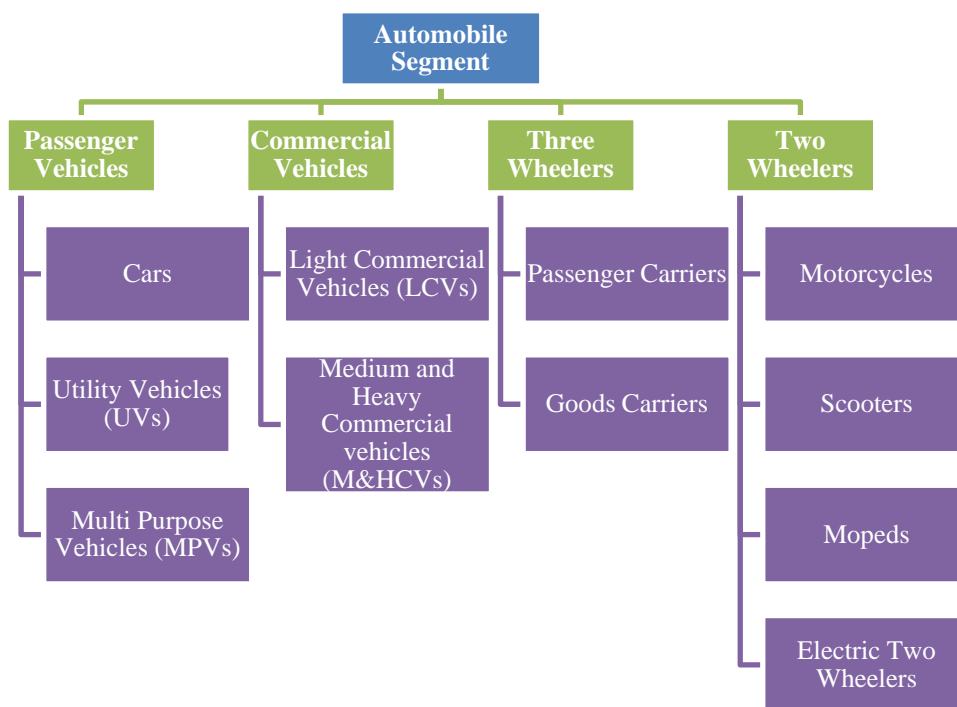 Automobile
Segment
Passenger
Vehicles
Cars
Utility Vehicles
(UVs)
Multi Purpose
Vehicles (MPVs)
Commercial
Vehicles
Light Commercial
Vehicles (LCVs)
Medium and
Heavy
Commercial
vehicles
(M&HCVs)
Three
Wheelers
Passenger Carriers
Goods Carriers
Two
Wheelers
Motorcycles
Scooters
Mopeds
Electric Two
Wheelers